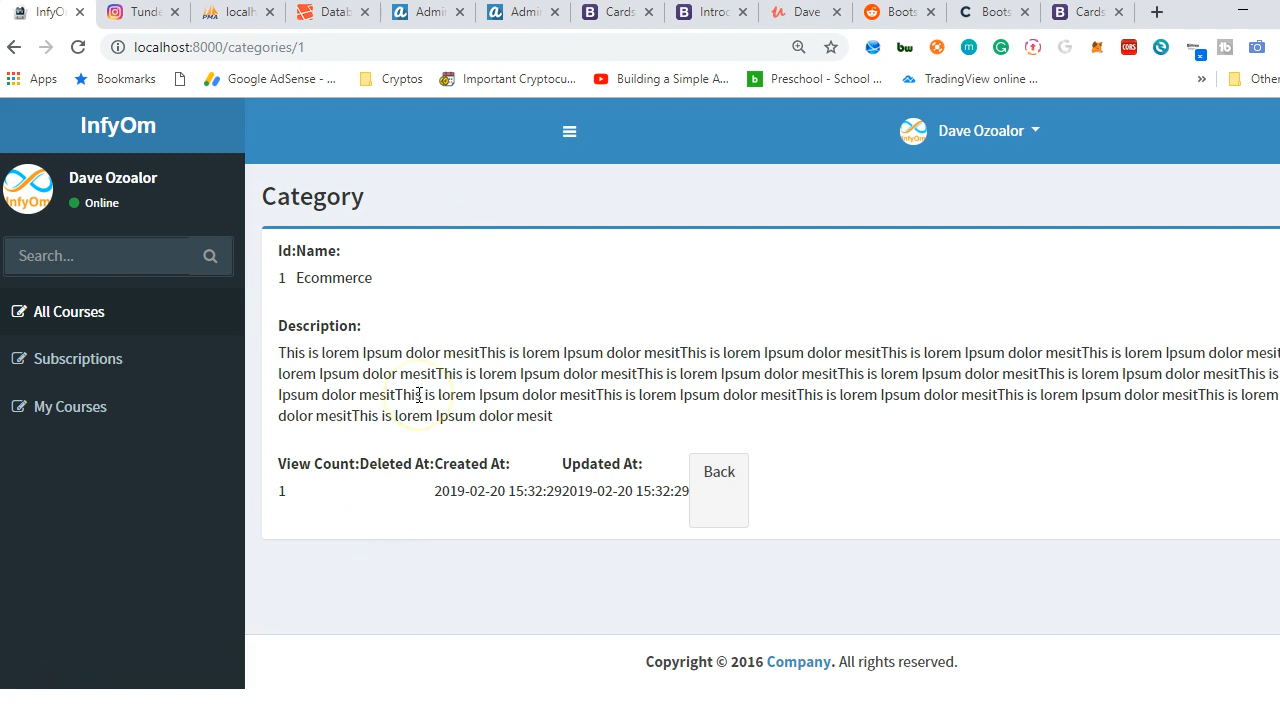 InfyO
Tunde
localh
Datab
Admin
Admin
Cards
Introc
Dave
Boots
Boots
Cards
localhost:8000/categories/1
Apps
Bookmarks
Google AdSense - ...
Cryptos
Important Cryptocu...
Building a Simple A...
Preschool - School ...
TradingView online ...
»
Other
InfyOm
Dave Ozoalor
Dave Ozoalor
Online
Search...
All Courses
Subscriptions
My Courses
Category
Id:Name:
1 Ecommerce
Description:
This is lorem Ipsum dolor mesitThis is lorem Ipsum dolor mesitThis is lorem Ipsum dolor mesitThis is lorem Ipsum dolor mesitThis is lorem Ipsum dolor mesit
lorem Ipsum dolor mesitThis is lorem Ipsum dolor mesitThis is lorem Ipsum dolor mesitThis is lorem Ipsum dolor mesitThis is lorem Ipsum dolor mesitThis is
Ipsum dolor mesitThis is lorem Ipsum dolor mesitThis is lorem Ipsum dolor mesitThis is lorem Ipsum dolor mesitThis is lorem Ipsum dolor mesitThis is lorem
dolor mesitThis is lorem Ipsum dolor mesit
View Count:Deleted At:Created At: Updated At:
1 2019-02-20 15:32:292019-02-20 15:32:29
Back
Copyright © 2016 Company. All rights reserved.